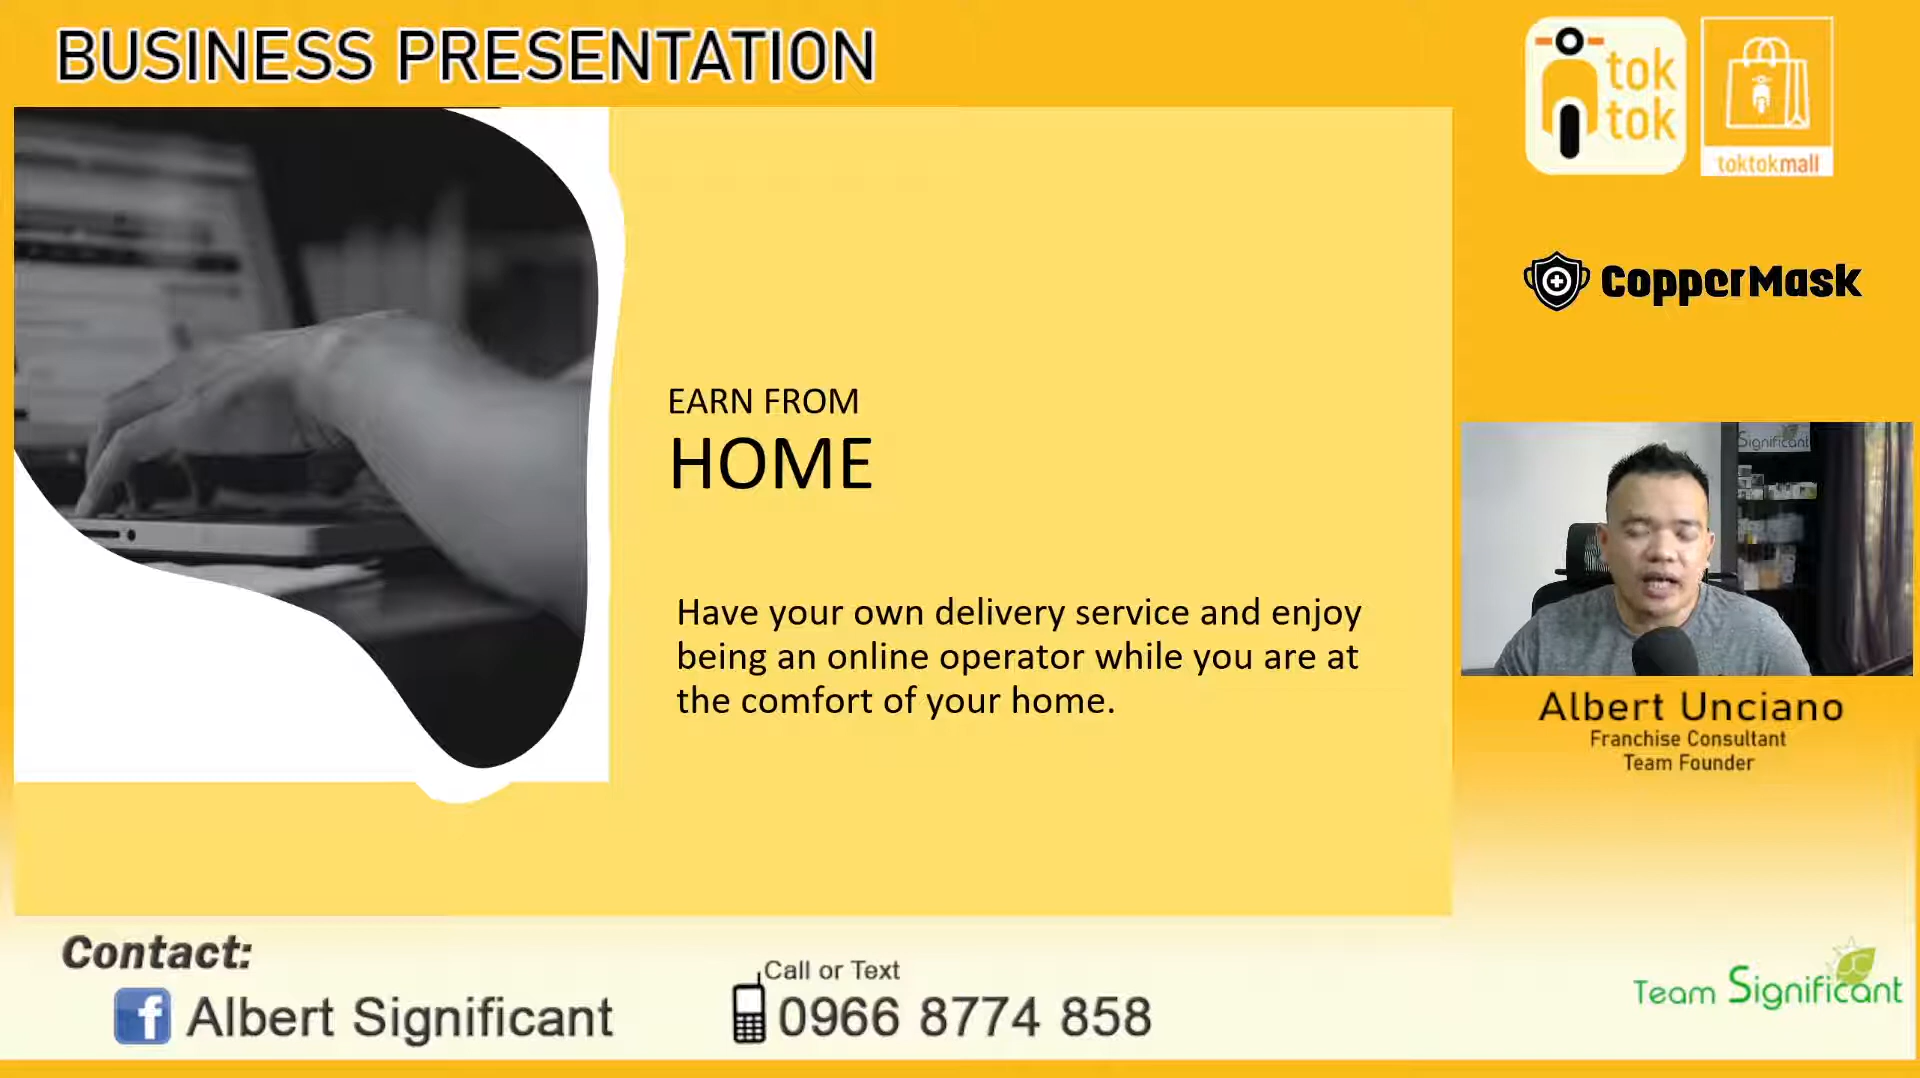 BUSINESS PRESENTATION
tok
tok
toktokmall
CopperMask
EARN FROM
HOME
Have your own delivery service and enjoy
being an online operator while you are at
the comfort of your home.
Significant
Albert Unciano
Franchise Consultant
Team Founder
Contact:
Albert Significant
Call or Text
0966 8774 858
Team Significant